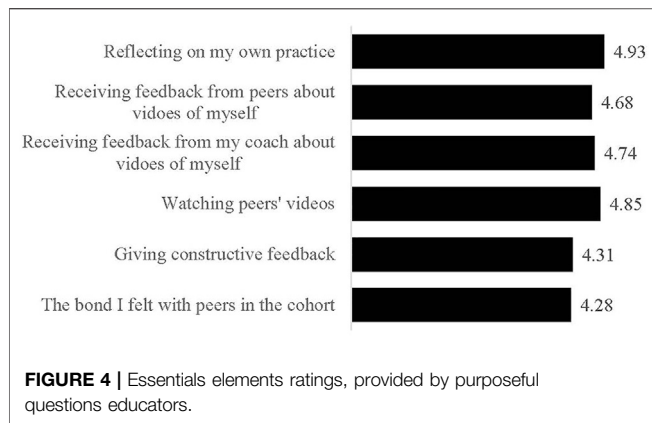 Reflecting on my own practice
4.93
Receiving feedback from peers about
vidoes of myself
4.68
Receiving feedback from my coach about
vidoes of myself
4.74
Watching peers' videos
4.85
Giving constructive feedback
4.31
The bond I felt with peers in the cohort
4.28
FIGURE 4 | Essentials elements ratings, provided by purposeful
questions educators.